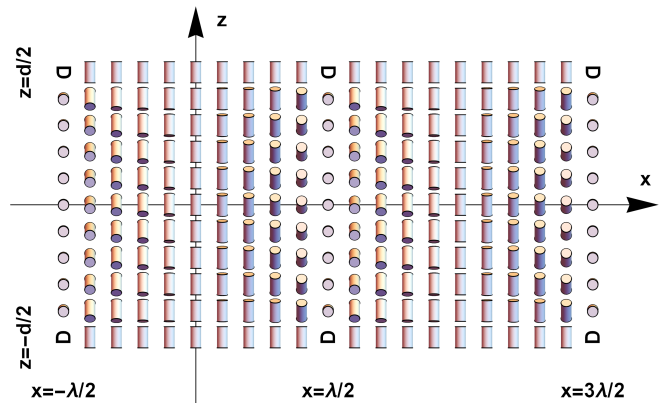 z
z=d/2
D D D
x
z=−d/2
D D D
x=−λ/2 x=λ/2 x=3λ/2